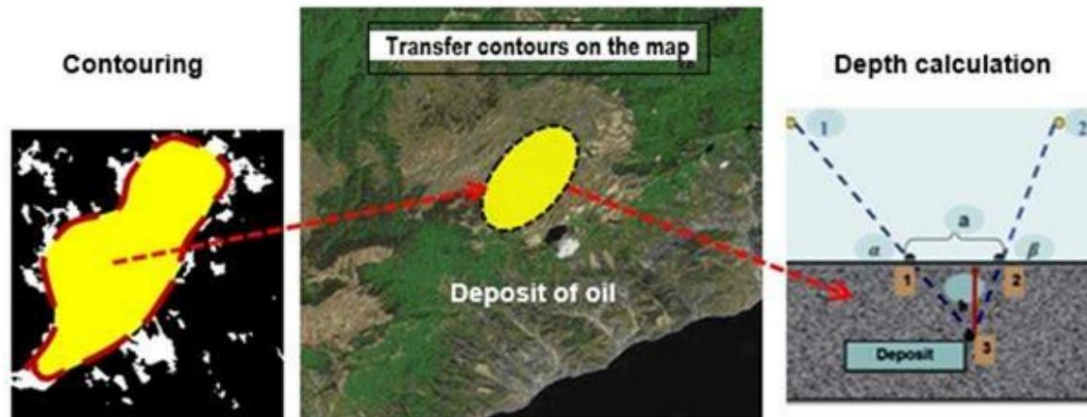 Contouring
Transfer contours on the map
Deposit of oil
Depth calculation
1
2
a
α
β
1
2
h
3
Deposit